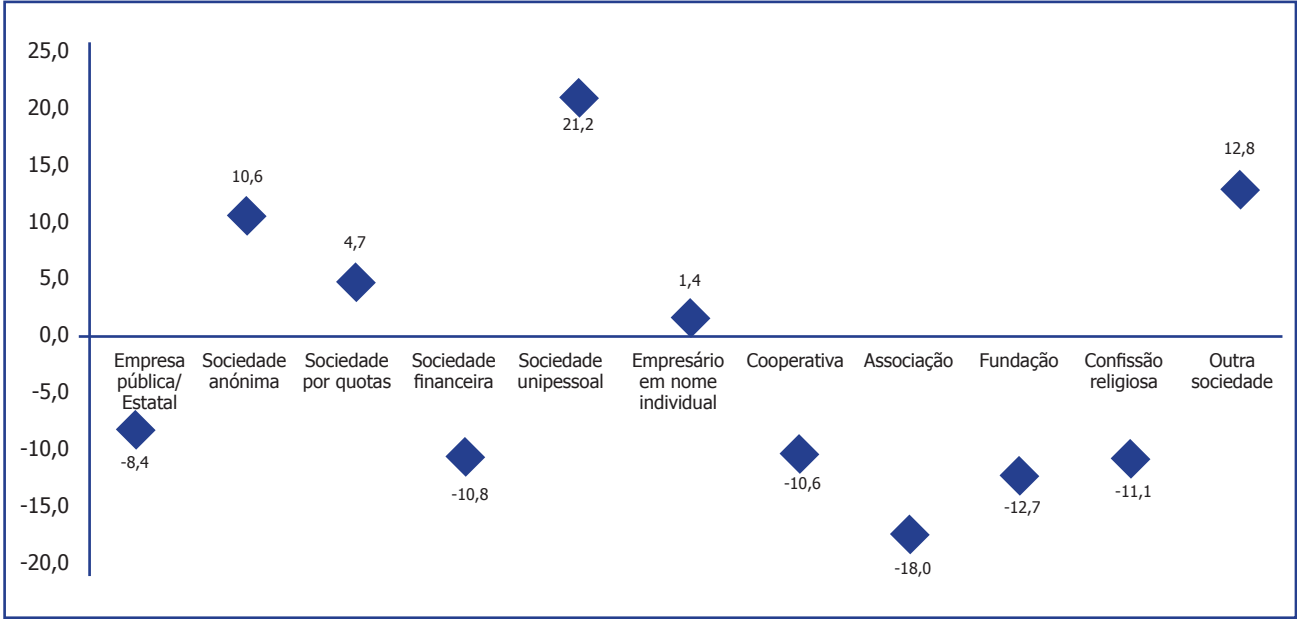 25,0
20,0
15,0
10,0
5,0
0,0
-5,0
-10,0
-15,0
-20,0
-8,4
10,6
4,7
-10,8
21,2
1,4
-10,6
-18,0
-12,7
-11,1
12,8
Empresa
pública/
Estatal
Sociedade
anónima
Sociedade
por quotas
Sociedade
financeira
Sociedade
unipessoal
Empresário
em nome
individual
Cooperativa
Associação
Fundação
Confissão
religiosa
Outra
sociedade